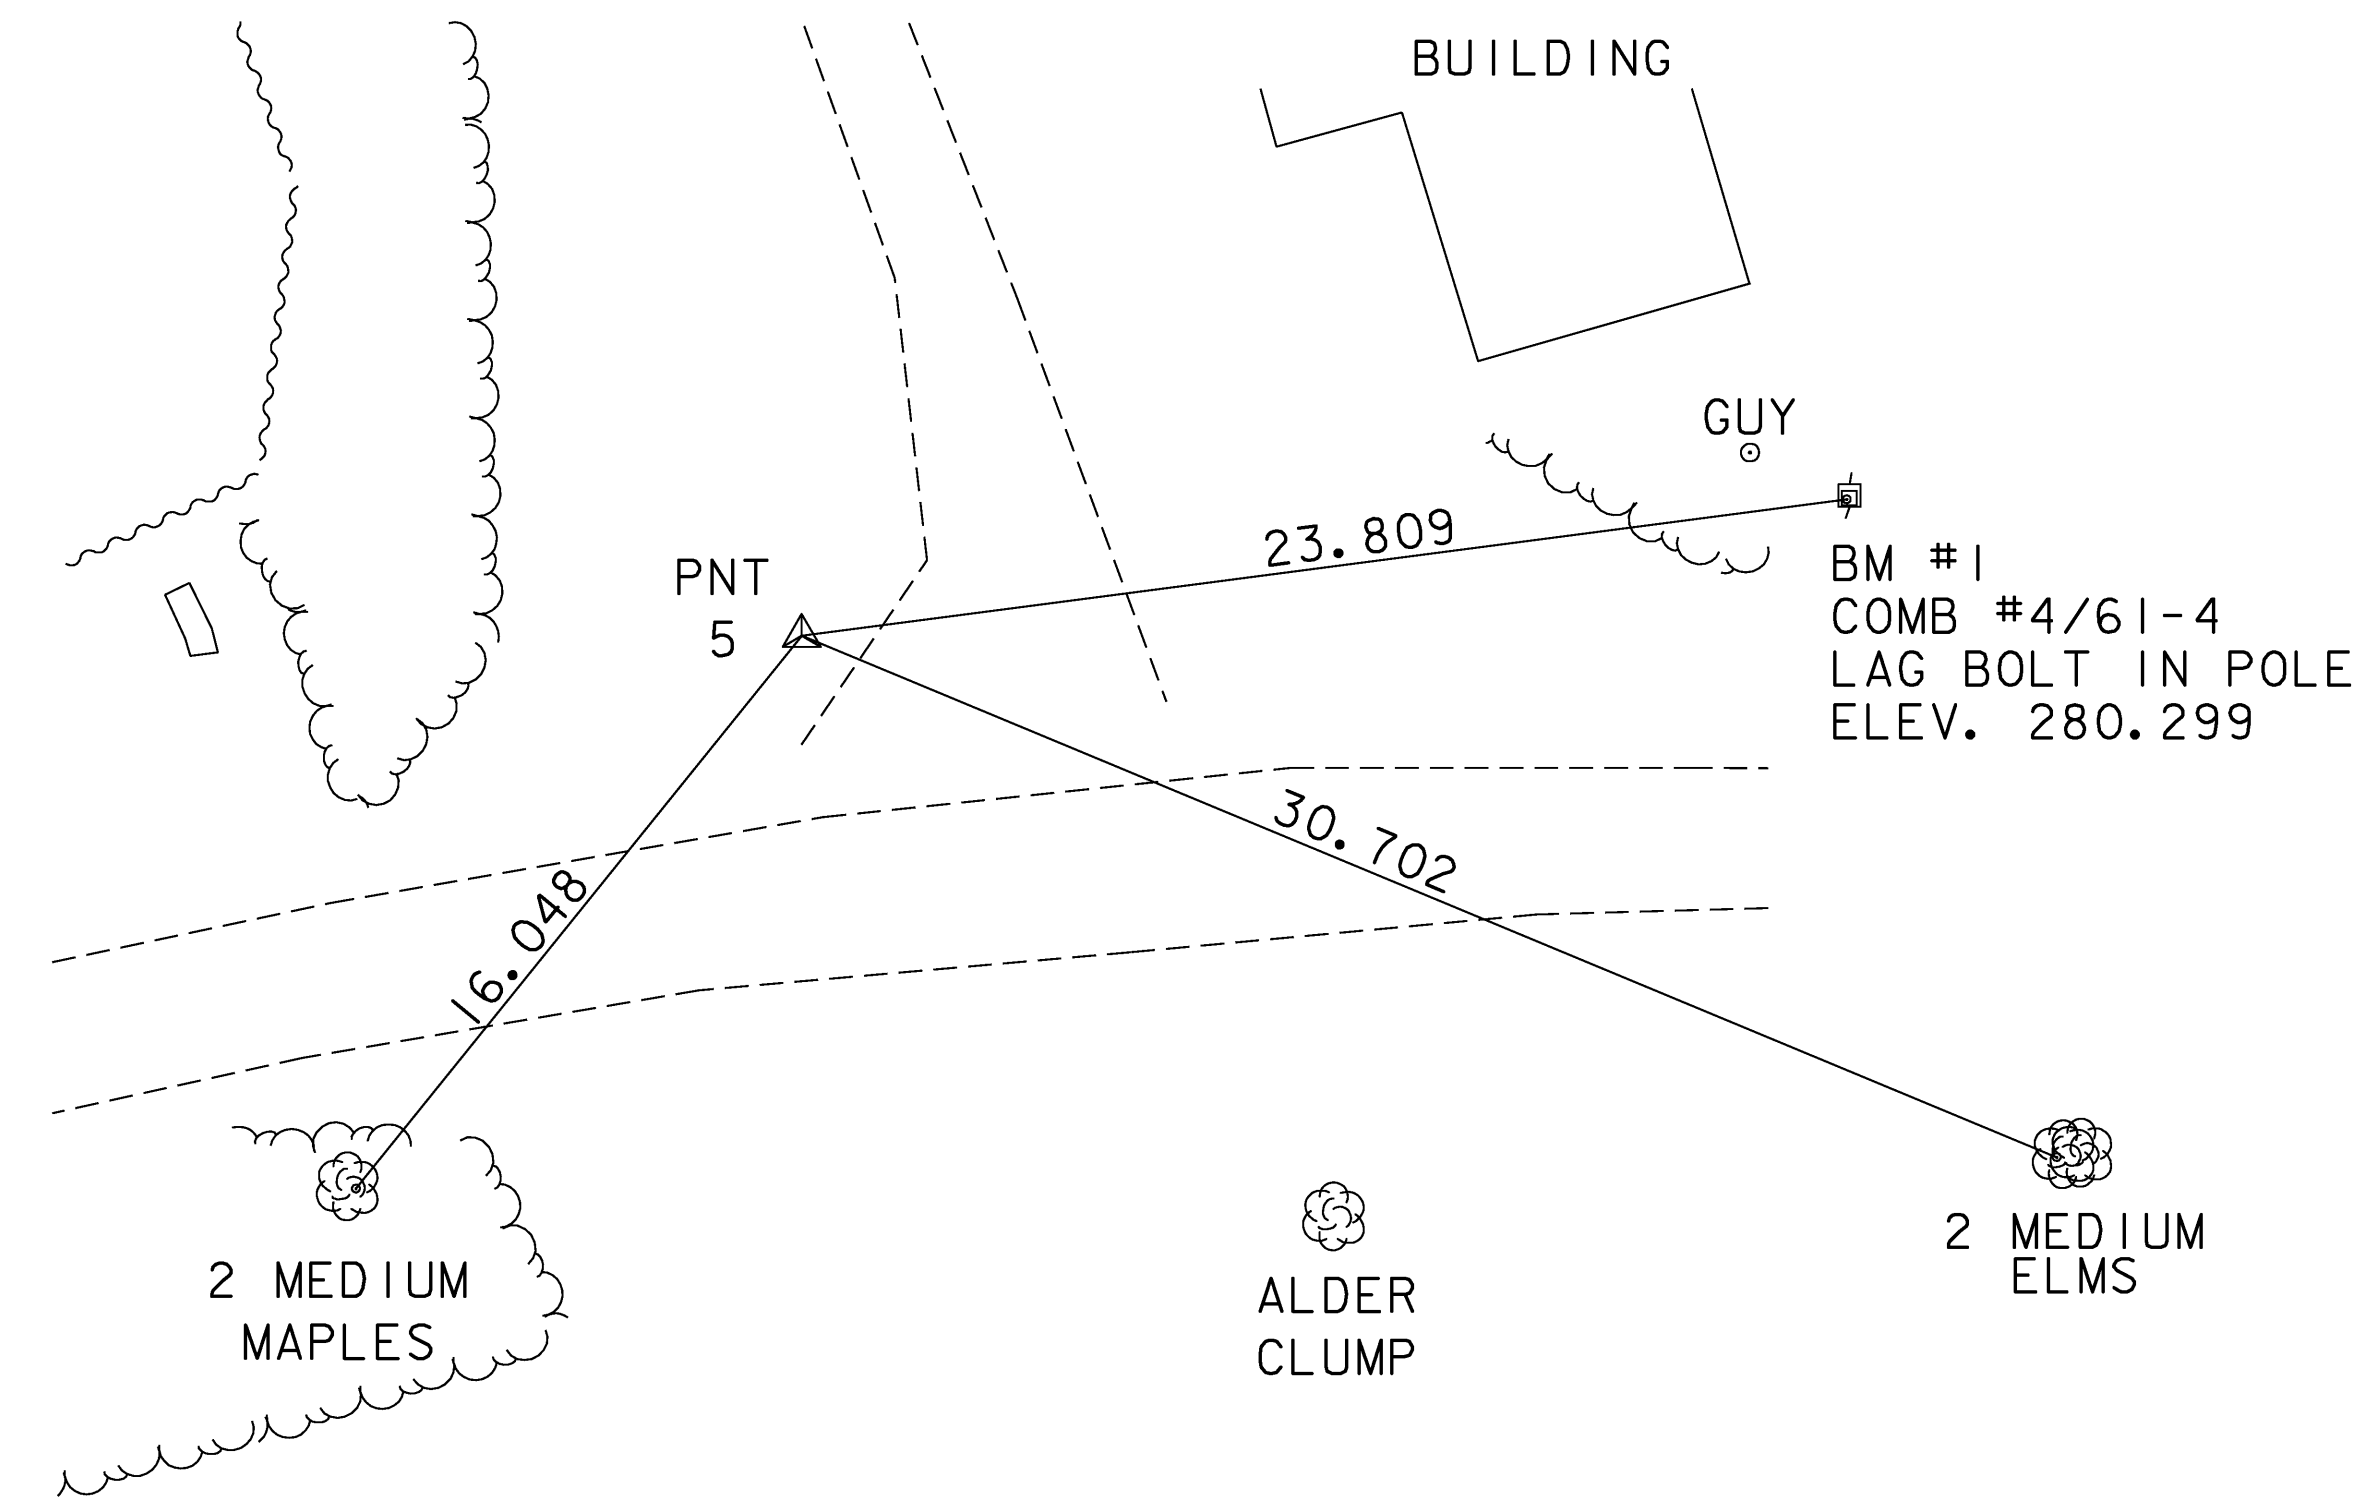 BUILDING
GUY
23.809
PNT
5
BM #1
COMB #4/61-4
LAG BOLT IN POLE
ELEV. 280.299
30.702
16.048
2 MEDIUM
ELMS
2 MEDIUM
MAPLES
ALDER
CLUMP